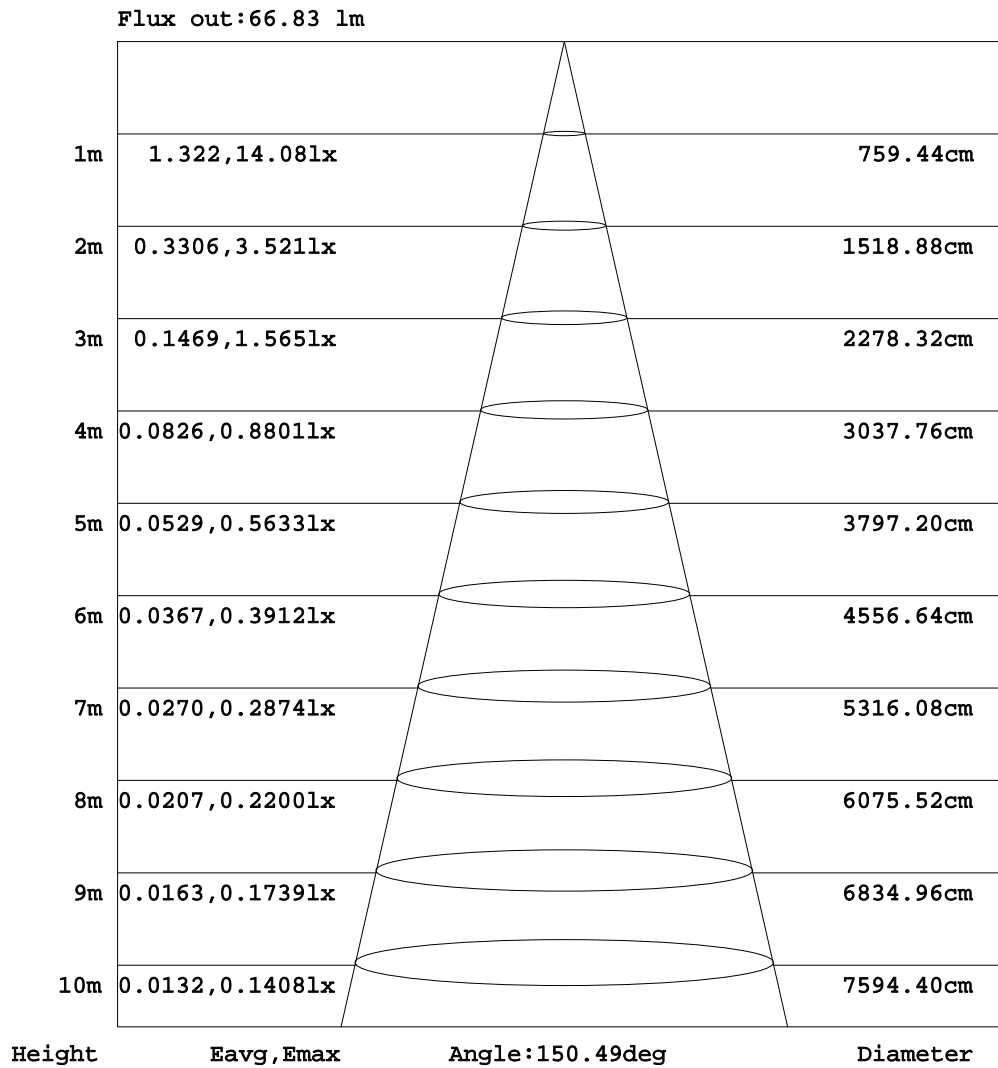 Flux out:66.83 lm
1m 1.322,14.08lx 759.44cm
2m 0.3306,3.521lx 1518.88cm
3m 0.1469,1.565lx 2278.32cm
4m 0.0826,0.8801lx 3037.76cm
5m 0.0529,0.5633lx 3797.20cm
6m 0.0367,0.3912lx 4556.64cm
7m 0.0270,0.2874lx 5316.08cm
8m 0.0207,0.2200lx 6075.52cm
9m 0.0163,0.1739lx 6834.96cm
10m 0.0132,0.1408lx 7594.40cm
Height Eavg,Emax Angle:150.49deg Diameter